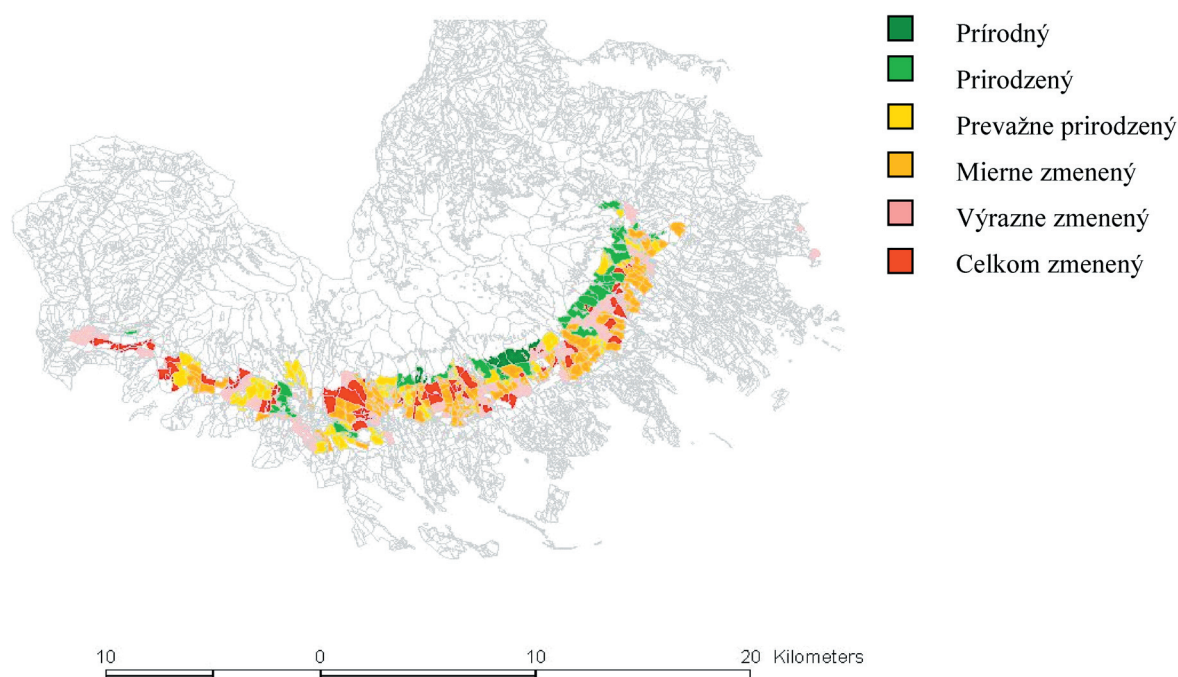 Prírodný
Prirodzený
Prevažne prirodzený
Mierne zmenený
Výrazne zmenený
Celkom zmenený
10 0 10 20 Kilometers